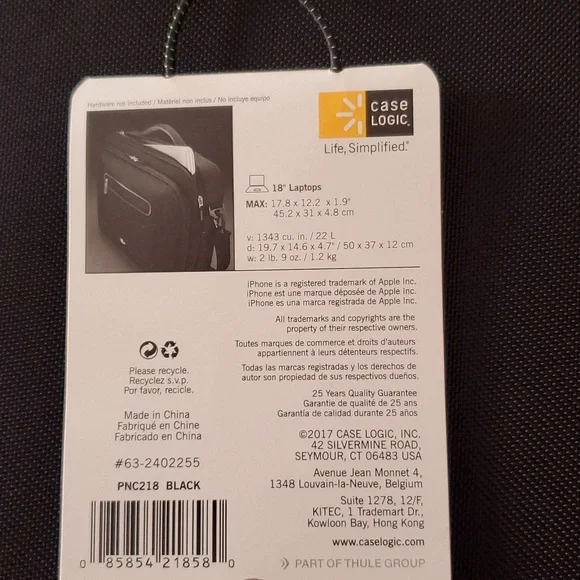 Hardware not included / Matériel non inclus / No incluye equipo
case
LOGIC®
Life, Simplified.®
18" Laptops
MAX: 17.8 x 12.2 x 1.9"
45.2 x 31 x 4.8 cm
v: 1343 cu. in. / 22 L
d: 19.7 x 14.6 x 4.7" / 50 x 37 x 12 cm
w: 2 lb. 9 oz. / 1.2 kg
iPhone is a registered trademark of Apple Inc.
iPhone est une marque déposée de Apple Inc.
iPhone es una marca registrada de Apple Inc.
All trademarks and copyrights are the
property of their respective owners.
Toutes marques de commerce et droits d'auteurs
appartiennent à leurs détenteurs respectifs.
Todas las marcas registradas y los derechos de
autor son propiedad de sus respectivos dueños.
25 Years Quality Guarantee
Garantie de qualité de 25 ans
Garantía de calidad durante 25 años
Please recycle.
Recyclez s.v.p.
Por favor, recicle.
Made in China
Fabriqué en Chine
Fabricado en China
#63-2402255
PNC218 BLACK
0 85854 21858 0
©2017 CASE LOGIC, INC.
42 SILVERMINE ROAD,
SEYMOUR, CT 06483 USA
Avenue Jean Monnet 4,
1348 Louvain-la-Neuve, Belgium
Suite 1278, 12/F,
KITEC, 1 Trademart Dr.,
Kowloon Bay, Hong Kong
www.caselogic.com
PART OF THULE GROUP